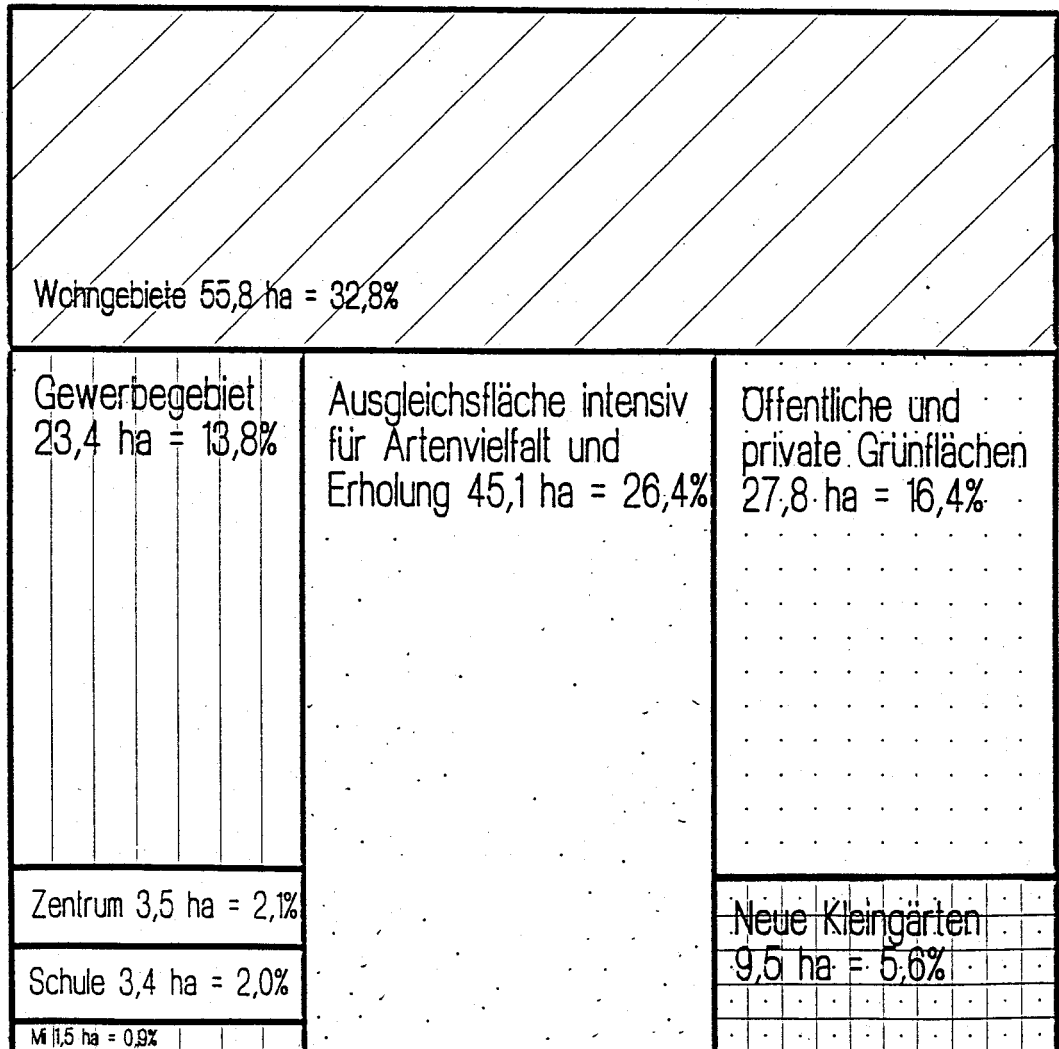 Wohngebiete 55,8 ha = 32,8%
Gewerbegebiet
23,4 ha = 13,8%
Ausgleichsfläche intensiv
für Artenvielfalt und
Erholung 45,1 ha = 26,4%
Öffentliche und
private Grünflächen
27,8 ha = 16,4%
Zentrum 3,5 ha = 2,1%
Schule 3,4 ha = 2,0%
Mi 1,5 ha = 0,9%
Neue Kleingärten
9,5 ha = 5,6%